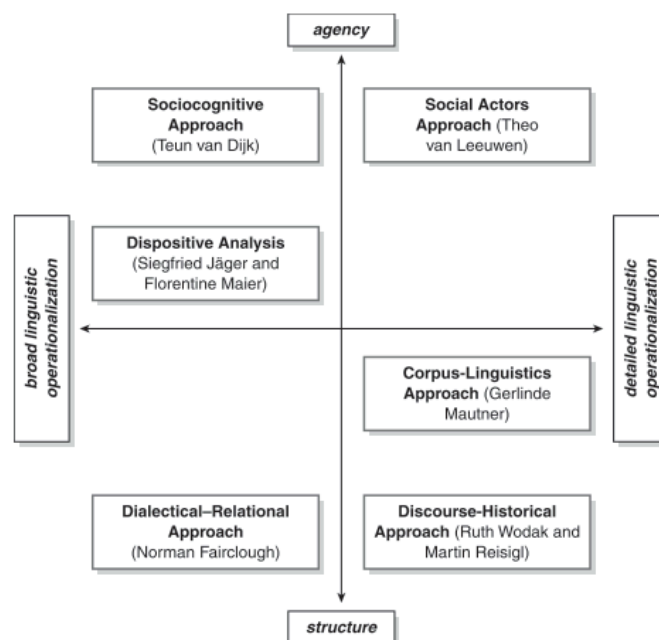 agency
Sociocognitive
Approach
(Teun van Dijk)
Social Actors
Approach (Theo
van Leeuwen)
Dispositive Analysis
(Siegfried Jäger and
Florentine Maier)
broad linguistic
operationalization
detailed linguistic
operationalization
Corpus-Linguistics
Approach (Gerlinde
Mautner)
Dialectical–Relational
Approach
(Norman Fairclough)
Discourse-Historical
Approach (Ruth Wodak and
Martin Reisigl)
structure